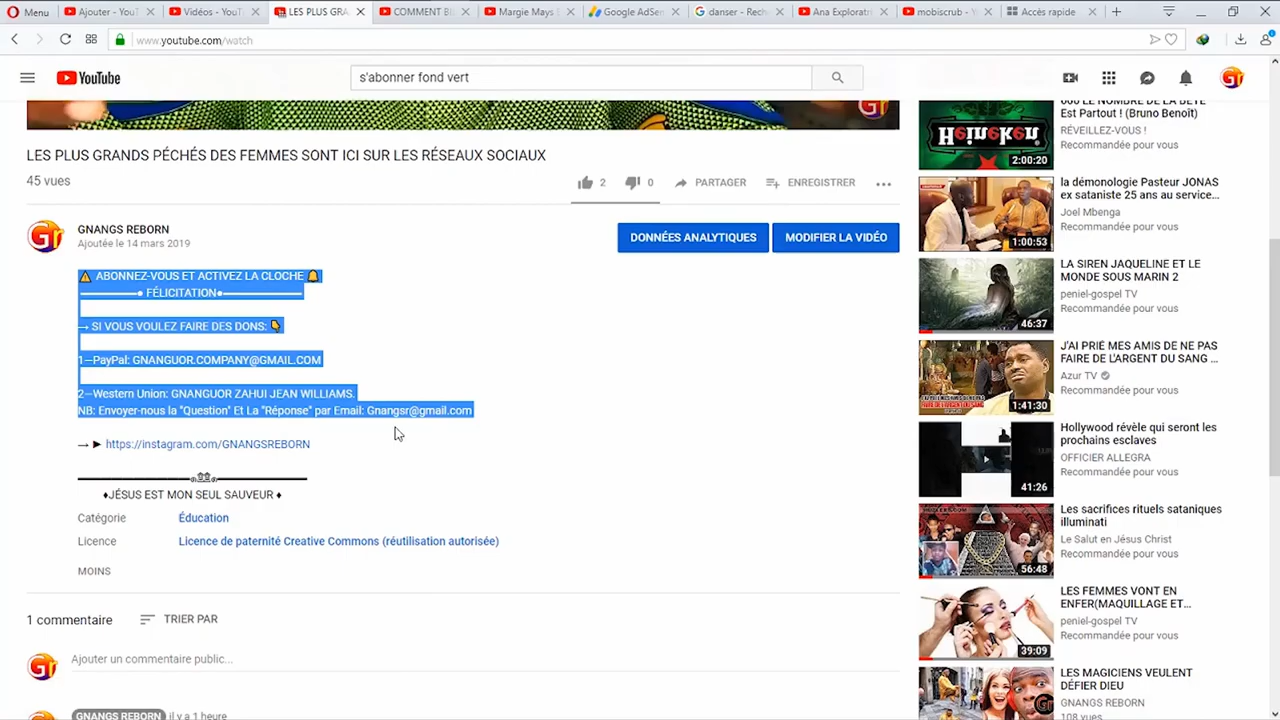 Menu
Ajouter - YouT
Vidéos - YouTu
LES PLUS GRA
COMMENT BI
Margie Mays B
Google AdSen
danser - Rech
Ana Exploratri
mobiscrub - Y
Accès rapide
www.youtube.com/watch
YouTube
s'abonner fond vert
Gr
LES PLUS GRANDS PÉCHÉS DES FEMMES SONT ICI SUR LES RÉSEAUX SOCIAUX
45 vues
2
0
PARTAGER
ENREGISTRER
GNANGS REBORN
Ajoutée le 14 mars 2019
DONNÉES ANALYTIQUES
MODIFIER LA VIDÉO
ABONNEZ-VOUS ET ACTIVEZ LA CLOCHE
FÉLICITATION
→ SI VOUS VOULEZ FAIRE DES DONS:
1—PayPal: GNANGUOR.COMPANY@GMAIL.COM
2—Western Union: GNANGUOR ZAHUI JEAN WILLIAMS.
NB: Envoyer-nous la "Question" Et La "Réponse" par Email: Gnangsr@gmail.com
→ ► https://instagram.com/GNANGSREBORN
♦JÉSUS EST MON SEUL SAUVEUR ♦
Catégorie
Éducation
Licence
Licence de paternité Creative Commons (réutilisation autorisée)
MOINS
1 commentaire
TRIER PAR
Ajouter un commentaire public...
GNANGS REBORN il y a 1 heure
666 LE NOMBRE DE LA BÊTE
Est Partout ! (Bruno Benoît)
RÉVEILLEZ-VOUS !
Recommandée pour vous
Heineken
2:00:20
la démonologie Pasteur JONAS
ex sataniste 25 ans au service...
Joel Mbenga
Recommandée pour vous
1:00:53
LA SIREN JAQUELINE ET LE
MONDE SOUS MARIN 2
peniel-gospel TV
Recommandée pour vous
46:37
J'AI PRIÉ MES AMIS DE NE PAS
FAIRE DE L'ARGENT DU SANG ...
Azur TV
Recommandée pour vous
1:41:30
Hollywood révèle qui seront les
prochains esclaves
OFFICIER ALLEGRA
Recommandée pour vous
41:26
Les sacrifices rituels sataniques
illuminati
Le Salut en Jésus Christ
Recommandée pour vous
56:48
LES FEMMES VONT EN
ENFER(MAQUILLAGE ET...
peniel-gospel TV
Recommandée pour vous
39:09
LES MAGICIENS VEULENT
DÉFIER DIEU
GNANGS REBORN
108 vues